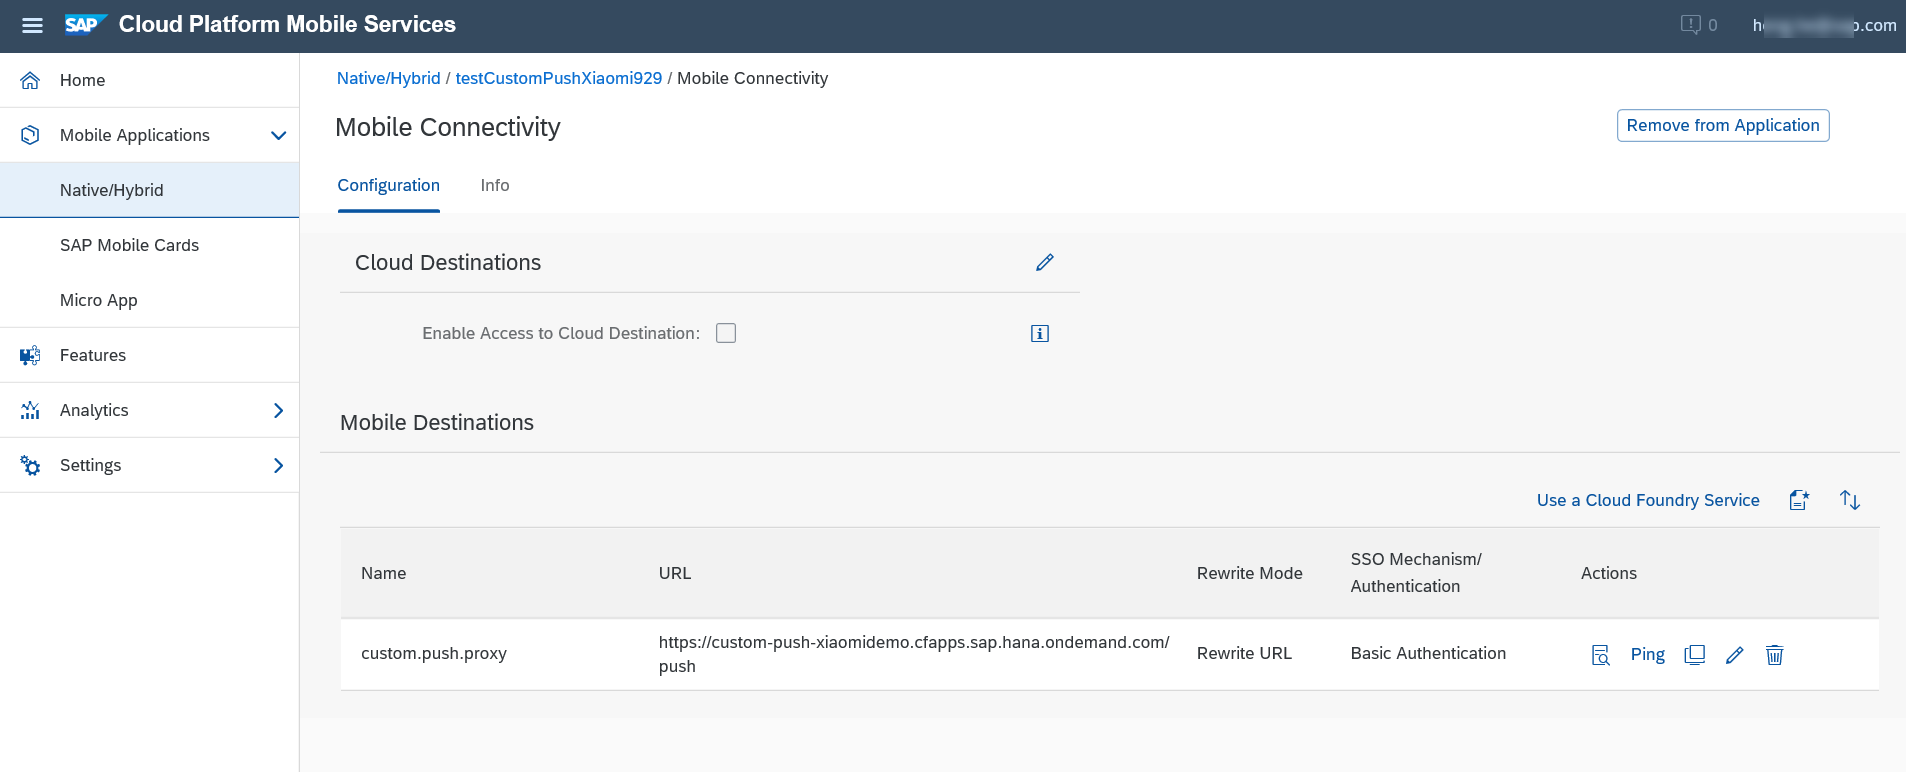 SAP Cloud Platform Mobile Services
0
Home
Mobile Applications
Native/Hybrid
SAP Mobile Cards
Micro App
Features
Analytics
Settings
Native/Hybrid / testCustomPushXiaomi929 / Mobile Connectivity
Mobile Connectivity
Remove from Application
Configuration Info
Cloud Destinations
Enable Access to Cloud Destination:
Mobile Destinations
Use a Cloud Foundry Service
Name URL Rewrite Mode SSO Mechanism/
Authentication Actions
custom.push.proxy https://custom-push-xiaomidemo.cfapps.sap.hana.ondemand.com/
push Rewrite URL Basic Authentication Ping